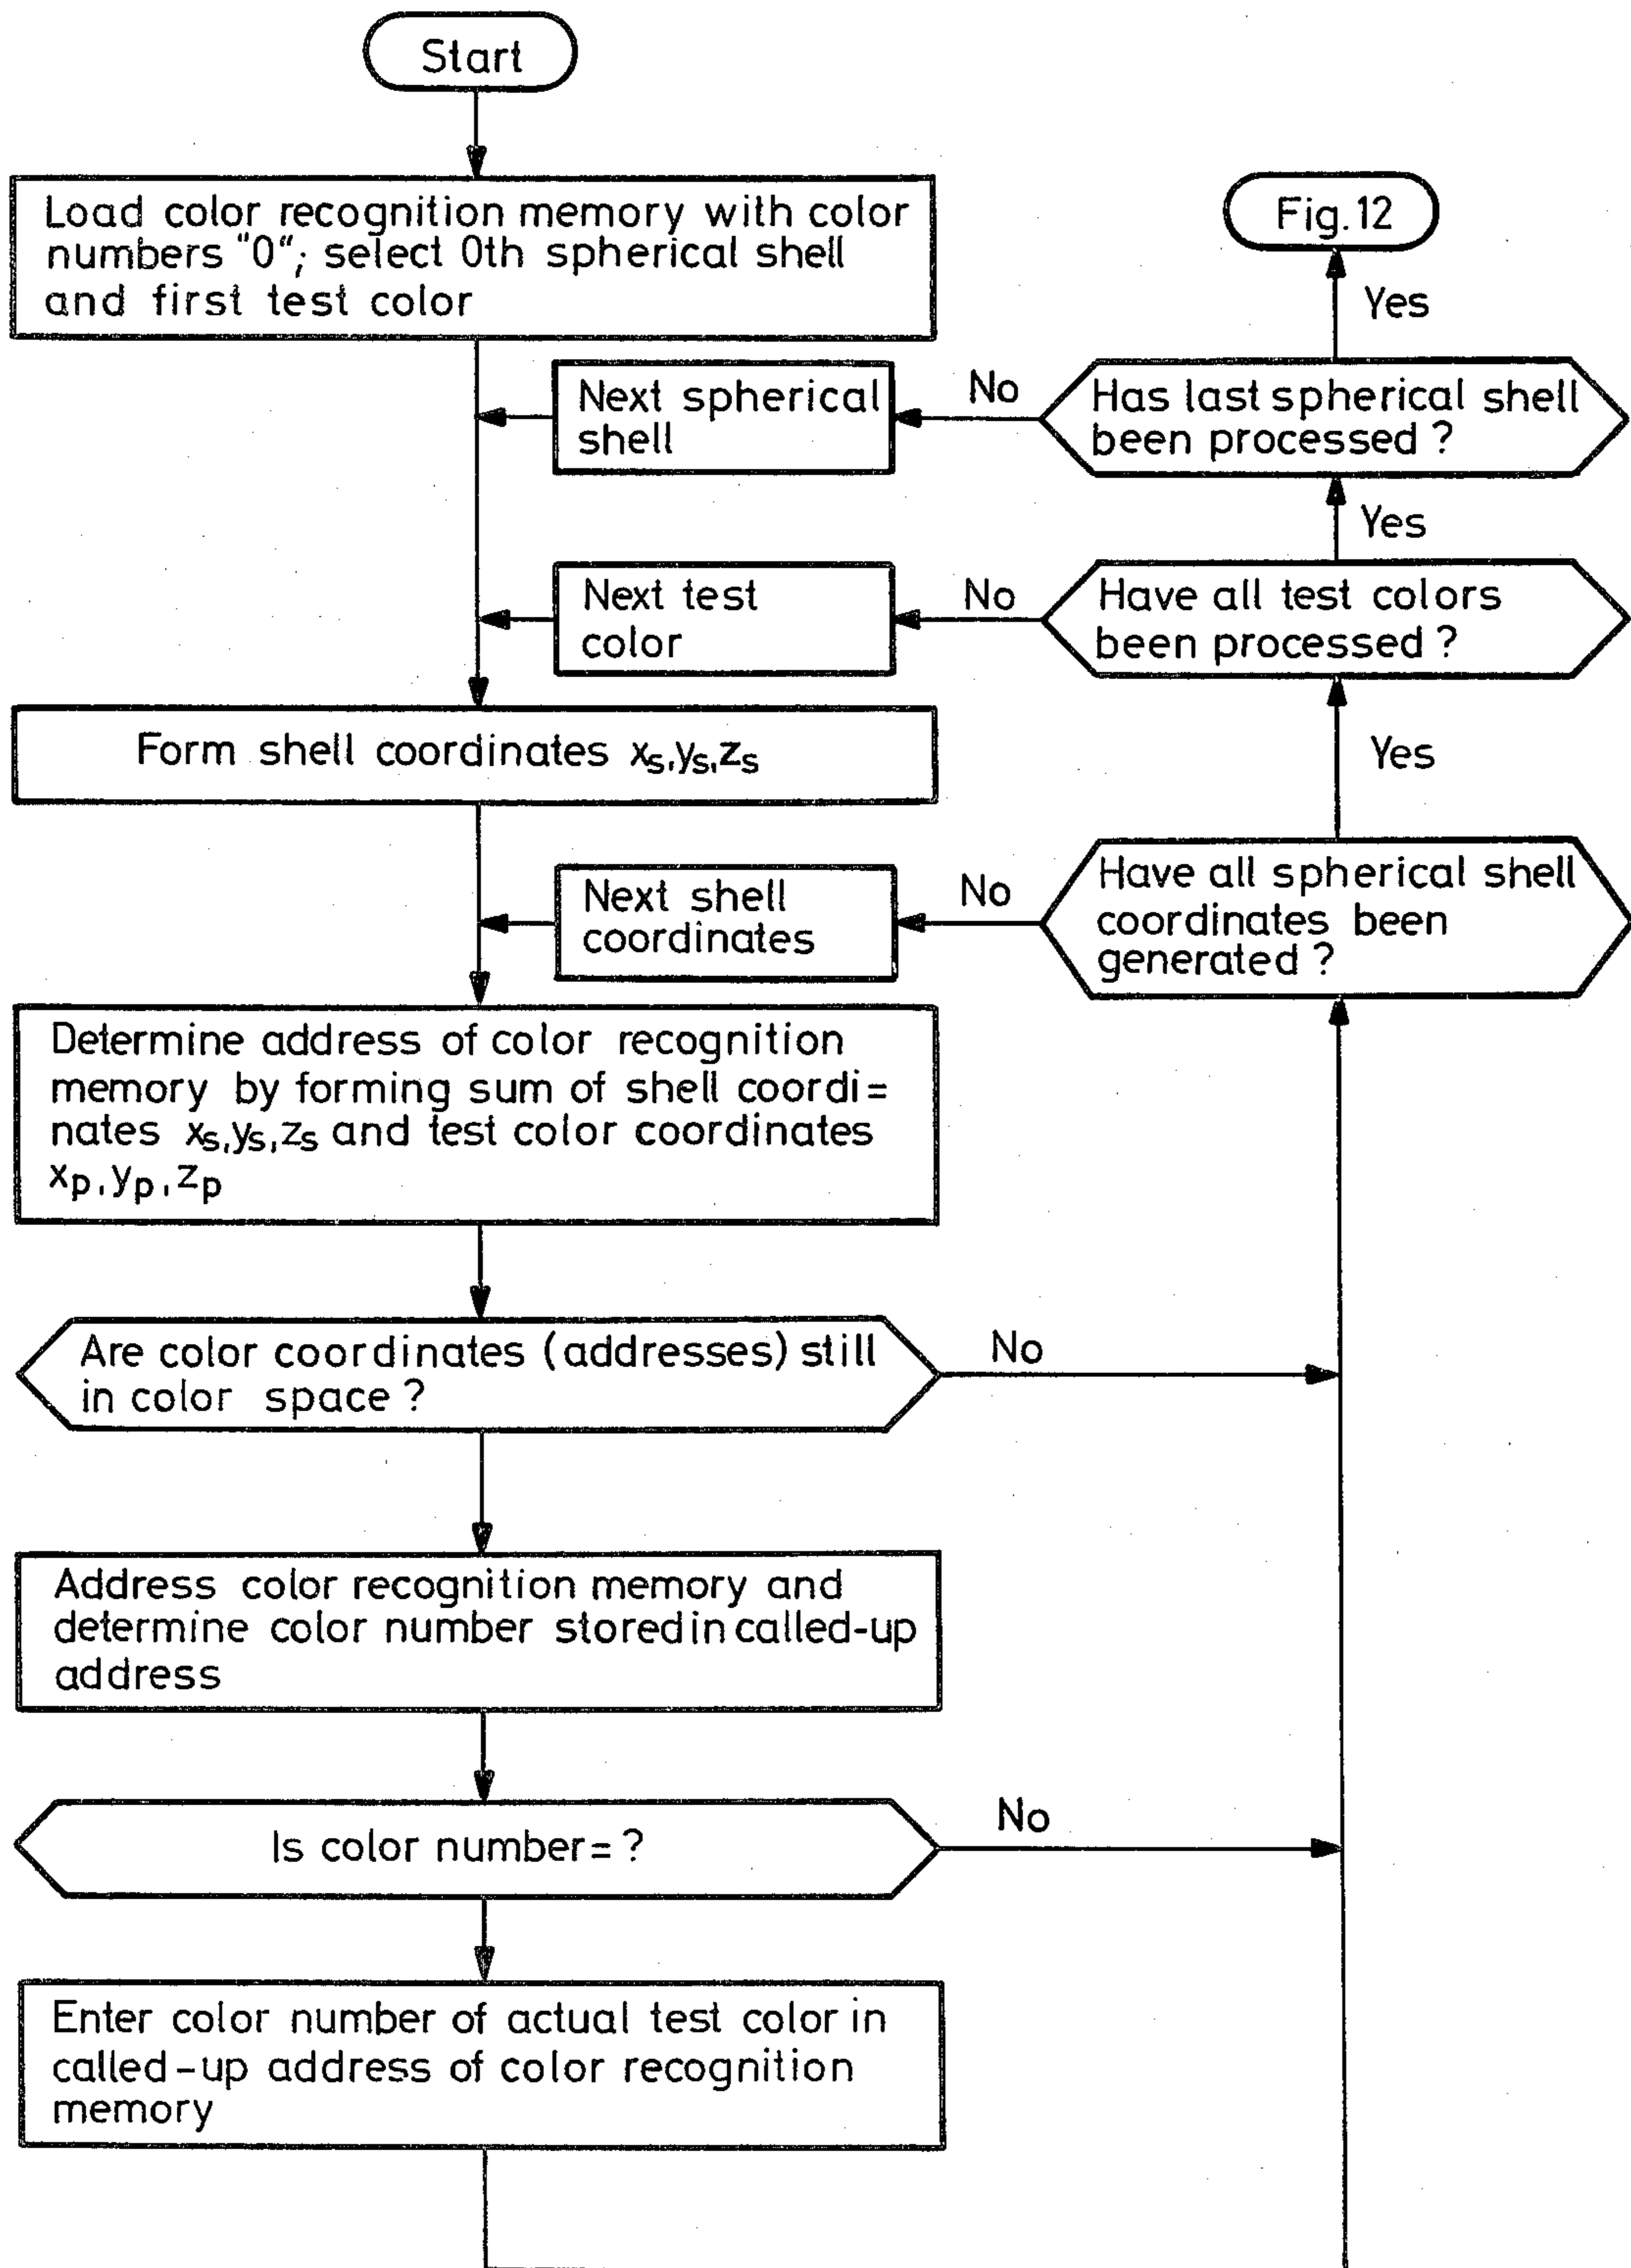 Start
Load color recognition memory with color
numbers "0"; select 0th spherical shell
and first test color
Fig. 12
Yes
Next spherical
shell
No
Has last spherical shell
been processed ?
Yes
Next test
color
No
Have all test colors
been processed ?
Form shell coordinates xs, ys, zs
Yes
Next shell
coordinates
No
Have all spherical shell
coordinates been
generated ?
Determine address of color recognition
memory by forming sum of shell coordi=
nates xs, ys, zs and test color coordinates
xp, yp, zp
Are color coordinates (addresses) still
in color space ?
No
Address color recognition memory and
determine color number stored in called-up
address
Is color number = ?
No
Enter color number of actual test color in
called-up address of color recognition
memory